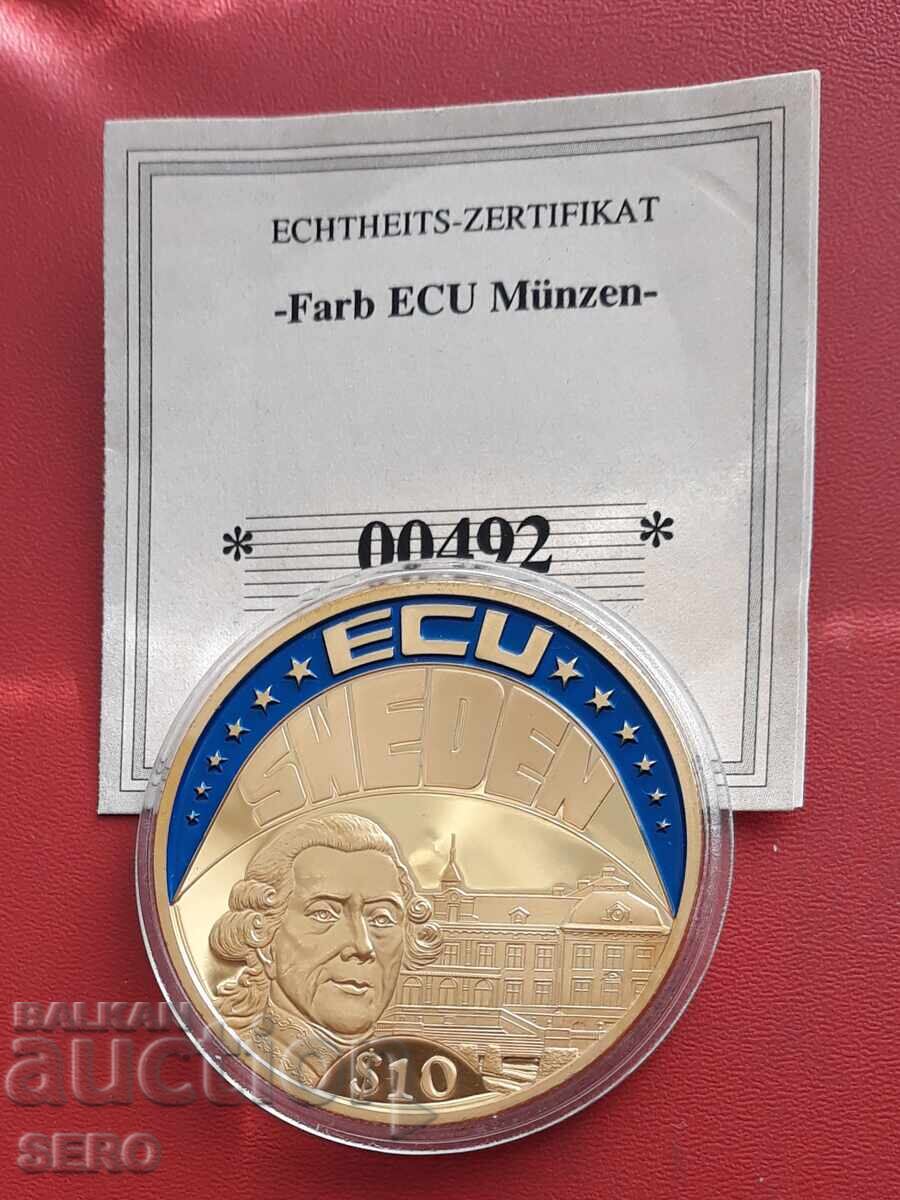 ECHTHEITS-ZERTIFIKAT
-Farb ECU Münzen-
* 00492 *
ECU
SWEDEN
$10
BALKAN
auction
SERO